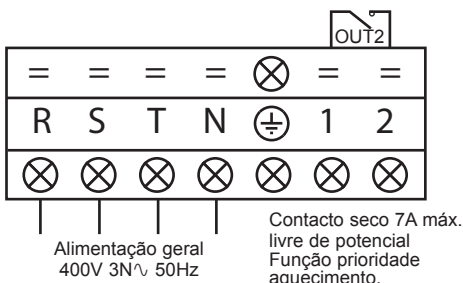 OUT2
= = = = = =
R S T N 1 2
Alimentação geral
400V 3N∿ 50Hz
Contacto seco 7A máx.
livre de potencial
Função prioridade
aquecimento.